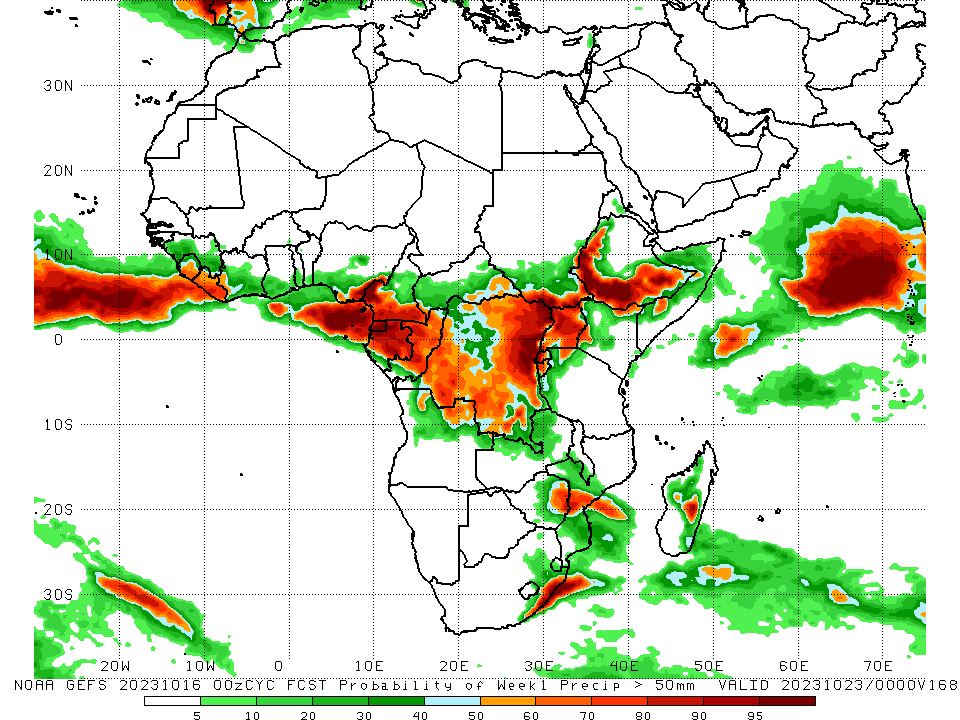 30N
20N
10N
0
10S
20S
30S
20W 10W 0 10E 20E 30E 40E 50E 60E 70E
NOAA GEFS 20231016 00zCYC FCST Probability of Week1 Precip > 50mm VALID 20231023/0000V168
5 10 20 30 40 50 60 70 80 90 95